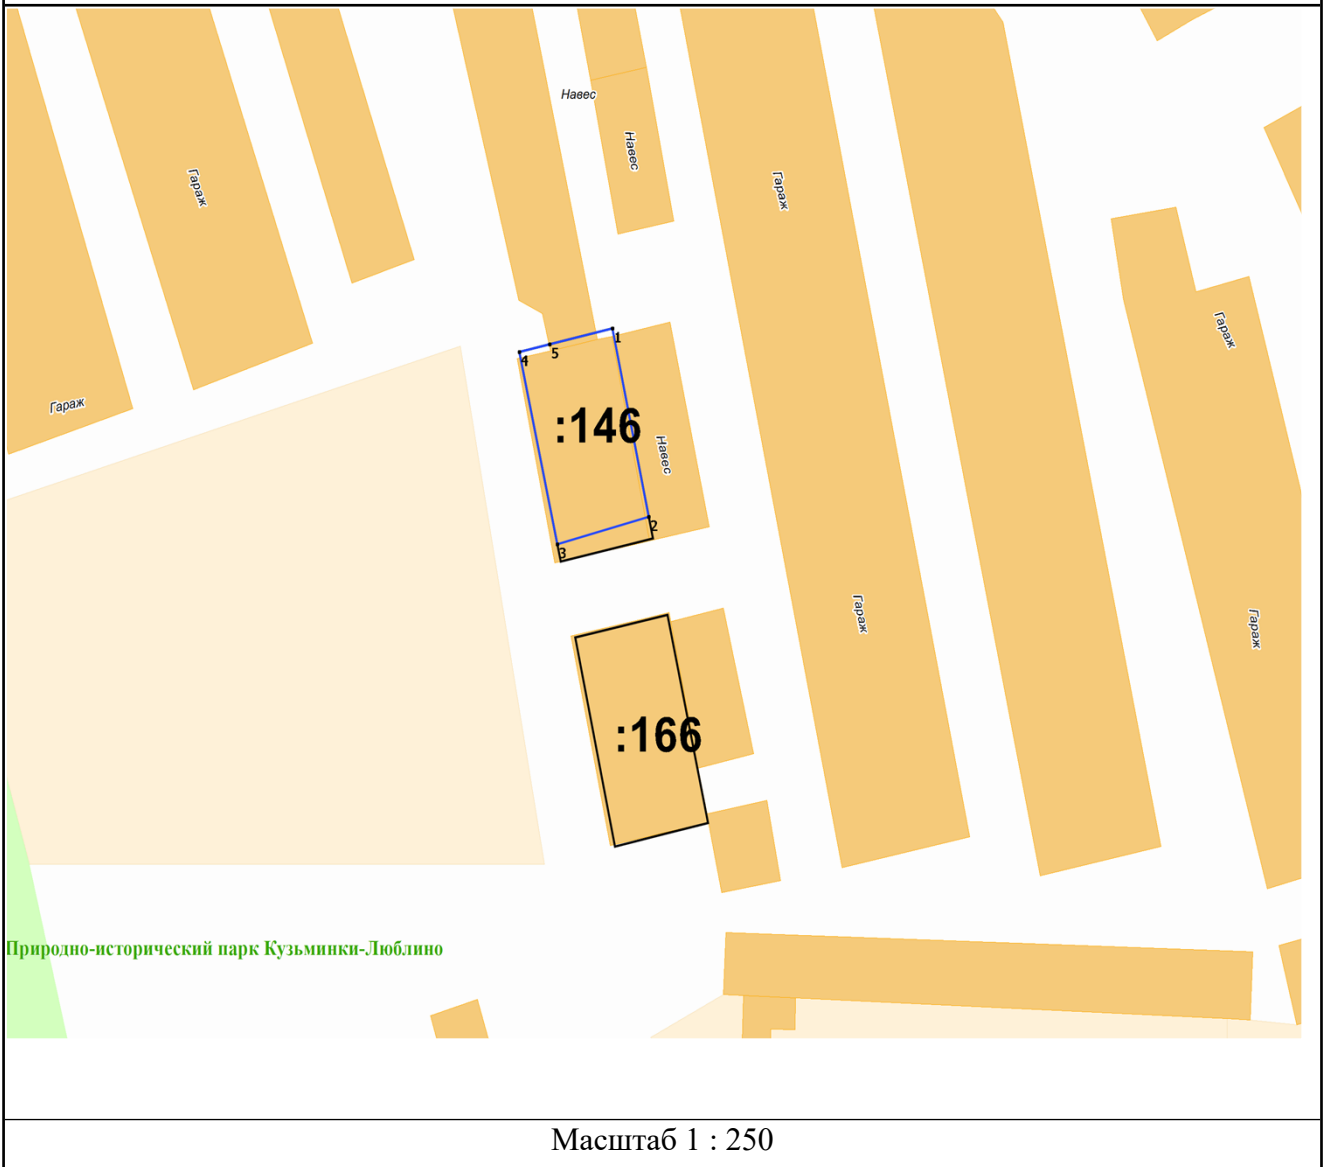 Навес
Навес
Гараж
Гараж
Гараж
1
5
4
Гараж
:146
Навес
2
3
Гараж
Гараж
:166
Природно-исторический парк Кузьминки-Люблино
Масштаб 1 : 250